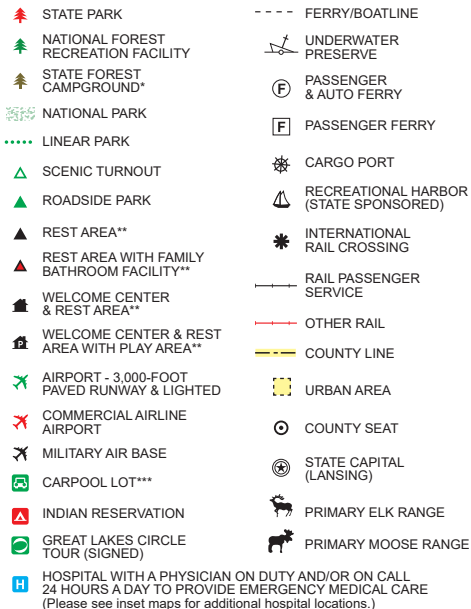 STATE PARK
NATIONAL FOREST
RECREATION FACILITY
STATE FOREST
CAMPGROUND*
NATIONAL PARK
LINEAR PARK
SCENIC TURNOUT
ROADSIDE PARK
REST AREA**
REST AREA WITH FAMILY
BATHROOM FACILITY**
WELCOME CENTER
& REST AREA**
P
WELCOME CENTER & REST
AREA WITH PLAY AREA**
AIRPORT - 3,000-FOOT
PAVED RUNWAY & LIGHTED
COMMERCIAL AIRLINE
AIRPORT
MILITARY AIR BASE
CARPOOL LOT***
INDIAN RESERVATION
GREAT LAKES CIRCLE
TOUR (SIGNED)
FERRY/BOATLINE
UNDERWATER
PRESERVE
F
PASSENGER
& AUTO FERRY
F
PASSENGER FERRY
CARGO PORT
RECREATIONAL HARBOR
(STATE SPONSORED)
INTERNATIONAL
RAIL CROSSING
RAIL PASSENGER
SERVICE
OTHER RAIL
COUNTY LINE
URBAN AREA
COUNTY SEAT
STATE CAPITAL
(LANSING)
PRIMARY ELK RANGE
PRIMARY MOOSE RANGE
H
HOSPITAL WITH A PHYSICIAN ON DUTY AND/OR ON CALL
24 HOURS A DAY TO PROVIDE EMERGENCY MEDICAL CARE
(Please see inset maps for additional hospital locations.)